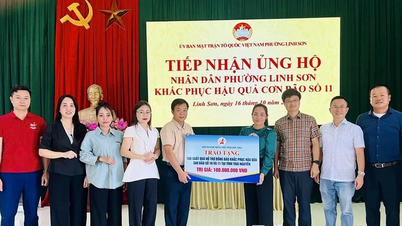 ỦY BAN MẶT TRẬN TỔ QUỐC VIỆT NAM PHƯỜNG LINH SƠN
TIẾP NHẬN ỦNG HỘ
NHÂN DÂN PHƯỜNG LINH SƠN
KHẮC PHỤC HẬU QUẢ CƠN BÃO SỐ 11
Linh Sơn, ngày 16 tháng 10 năm
TRAO TẶNG
TRỊ GIÁ: 100.000.000 VNĐ